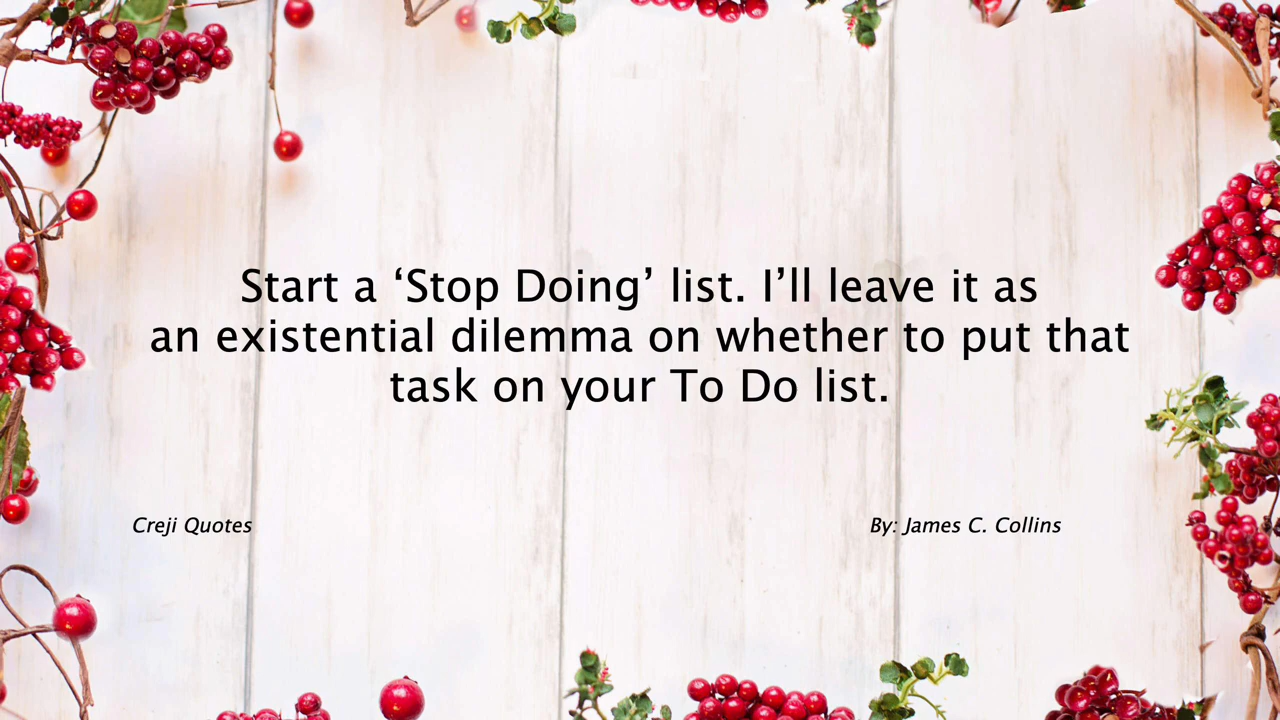 Start a ‘Stop Doing’ list. I’ll leave it as
an existential dilemma on whether to put that
task on your To Do list.
Creji Quotes
By: James C. Collins